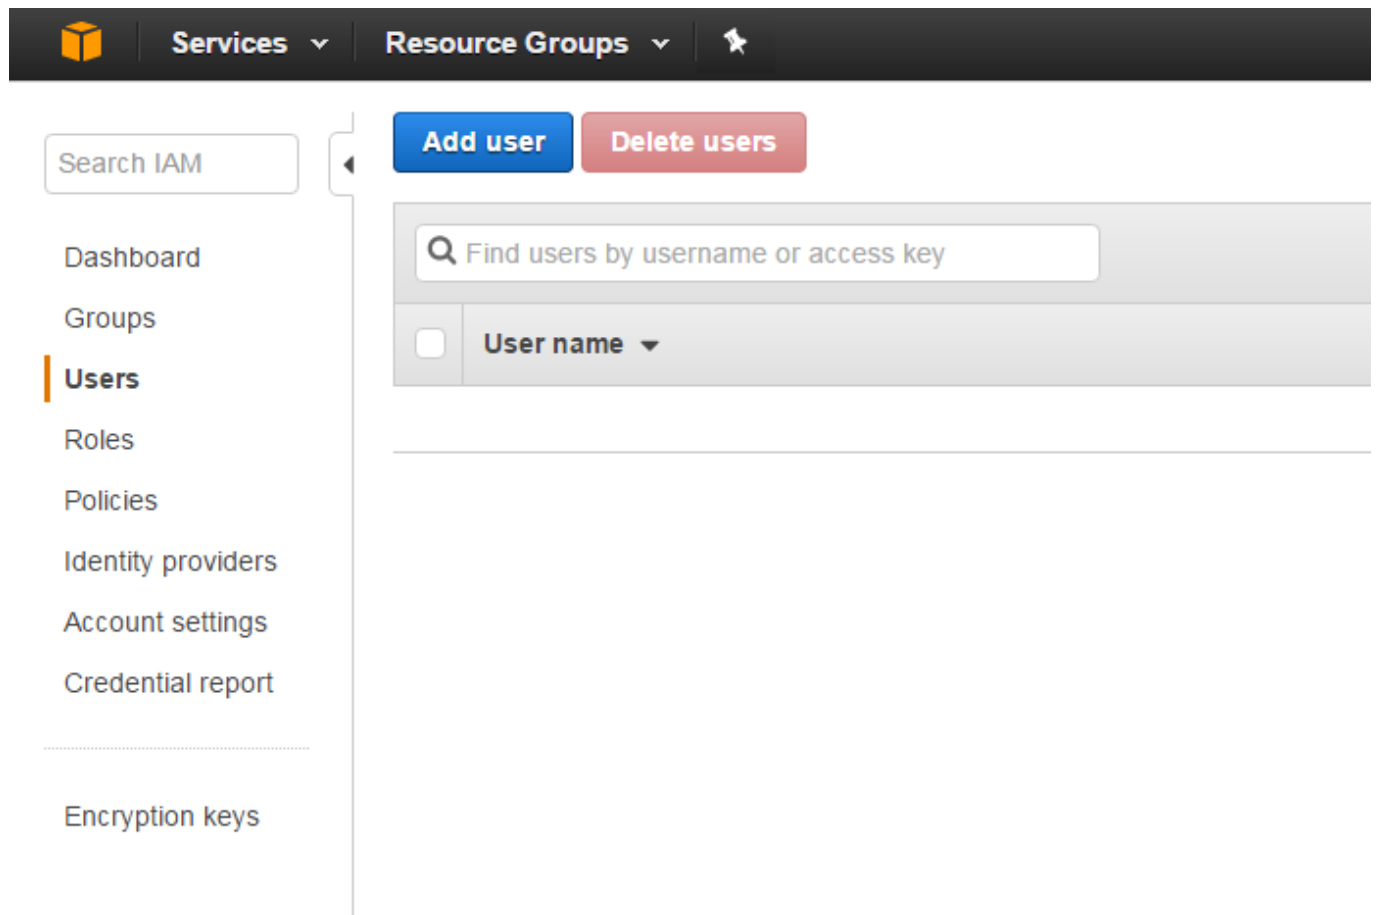 Services
Resource Groups
Search IAM
Add user
Delete users
Dashboard
Groups
Users
Roles
Policies
Identity providers
Account settings
Credential report
Encryption keys
Find users by username or access key
User name